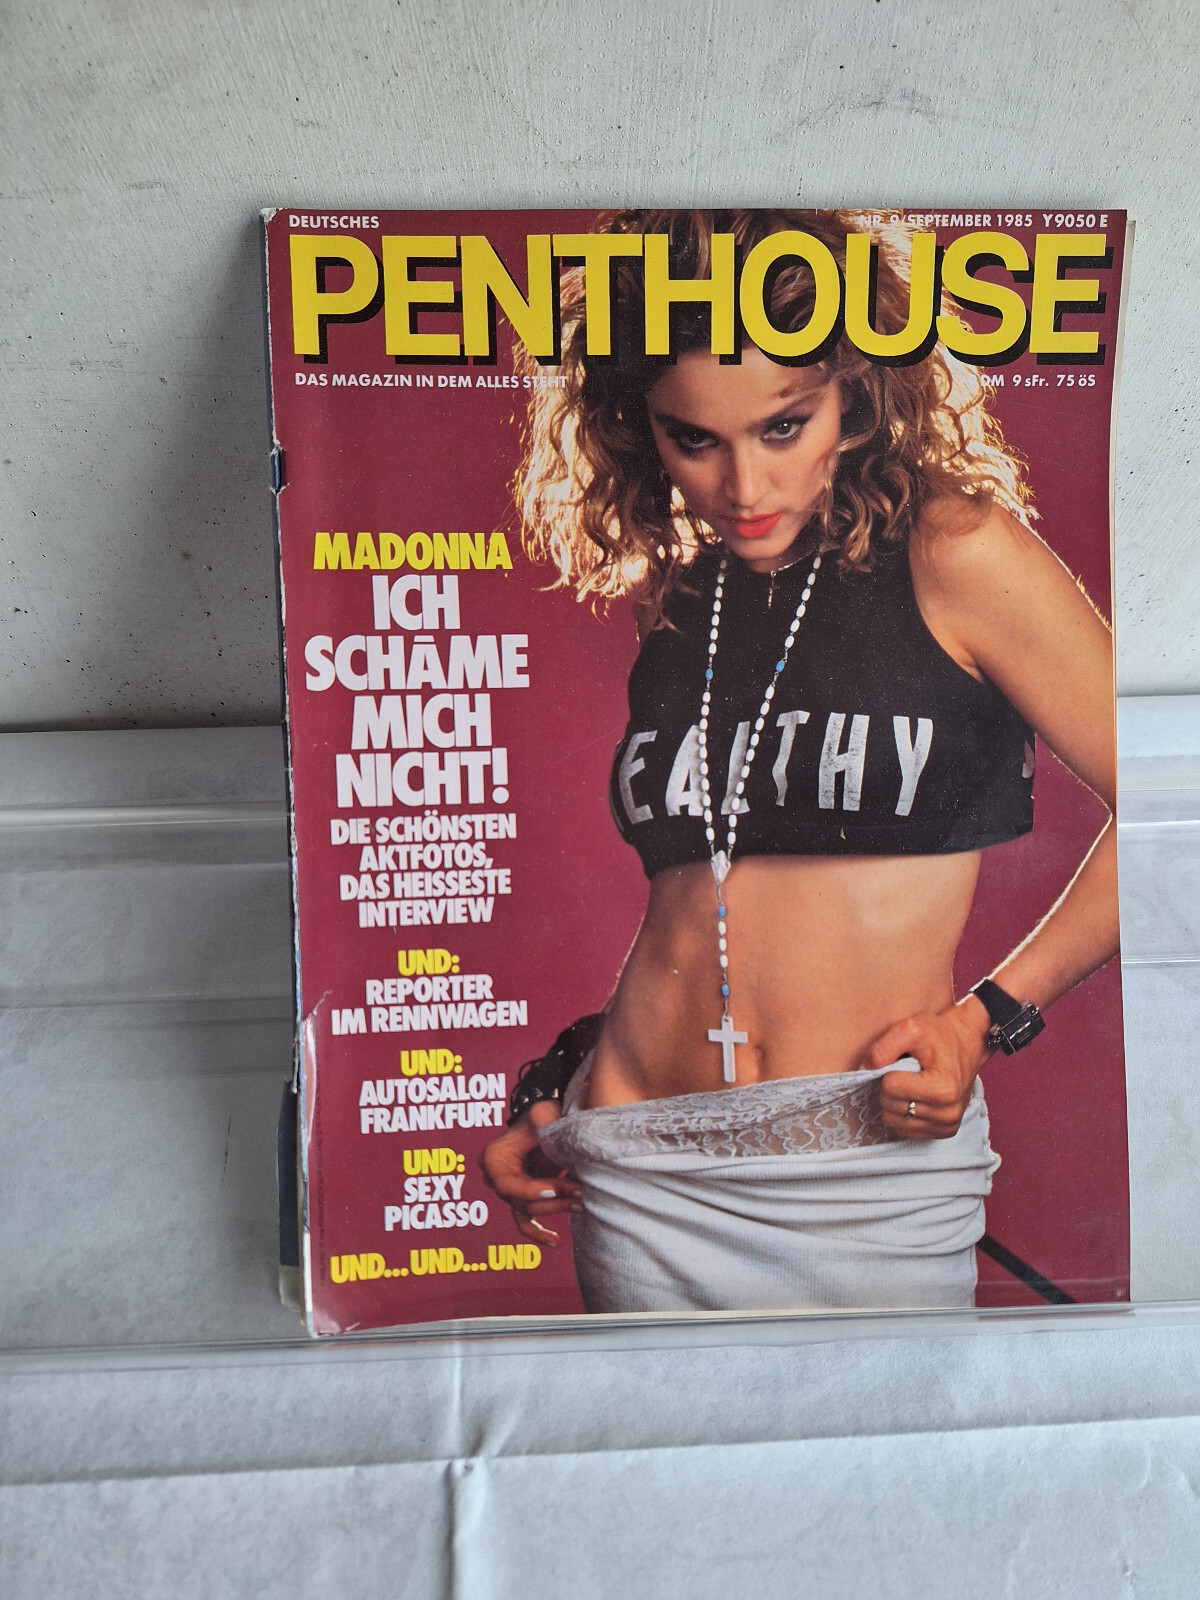 DEUTSCHES
NR. 9/SEPTEMBER 1985 Y 9050 E
PENTHOUSE
DAS MAGAZIN IN DEM ALLES STEHT
DM 9 sFr. 75 öS
MADONNA
ICH
SCHÄME
MICH
NICHT!
DIE SCHÖNSTEN
AKTFOTOS,
DAS HEISSESTE
INTERVIEW
UND:
REPORTER
IM RENNWAGEN
UND:
AUTOSALON
FRANKFURT
UND:
SEXY
PICASSO
UND... UND... UND
EALTHY